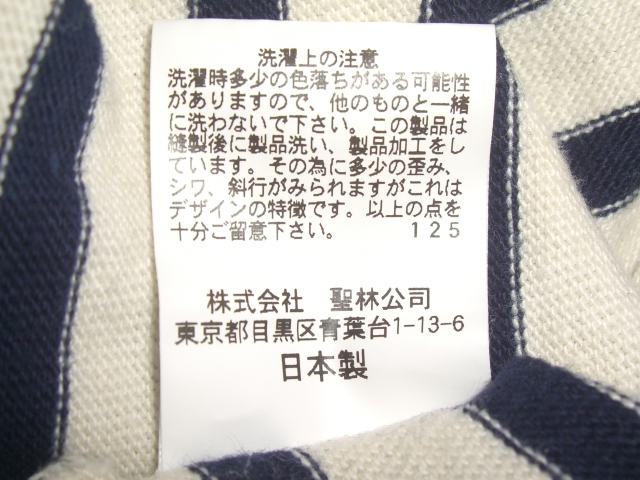 洗濯上の注意
洗濯時多少の色落ちがある可能性
がありますので、他のものと一緒
に洗わないで下さい。この製品は
縫製後に製品洗い、製品加工をし
ています。その為に多少の歪み、
シワ、斜行がみられますがこれは
デザインの特徴です。以上の点を
十分ご留意下さい。 125
株式会社 聖林公司
東京都目黒区青葉台1-13-6
日本製